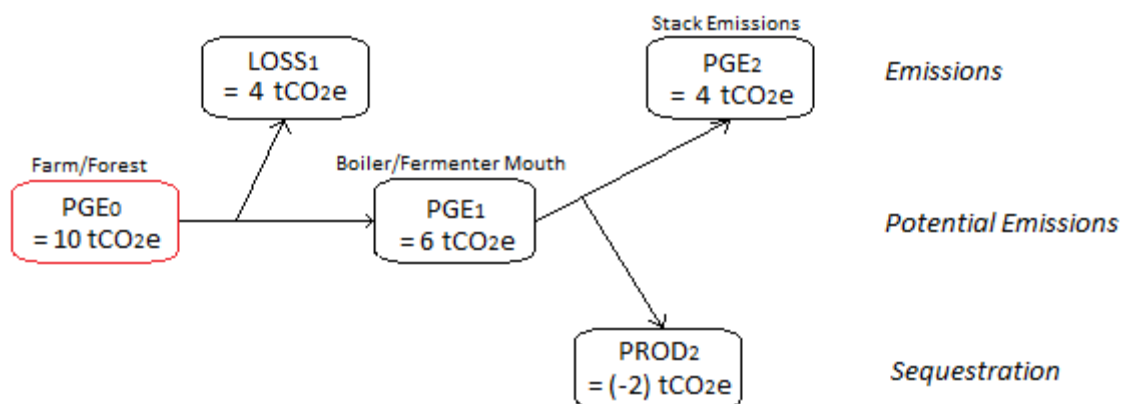 Stack Emissions
LOSS1
= 4 tCO2e
PGE2
= 4 tCO2e
Emissions
Farm/Forest
Boiler/Fermenter Mouth
PGE0
= 10 tCO2e
PGE1
= 6 tCO2e
Potential Emissions
PROD2
= (-2) tCO2e
Sequestration